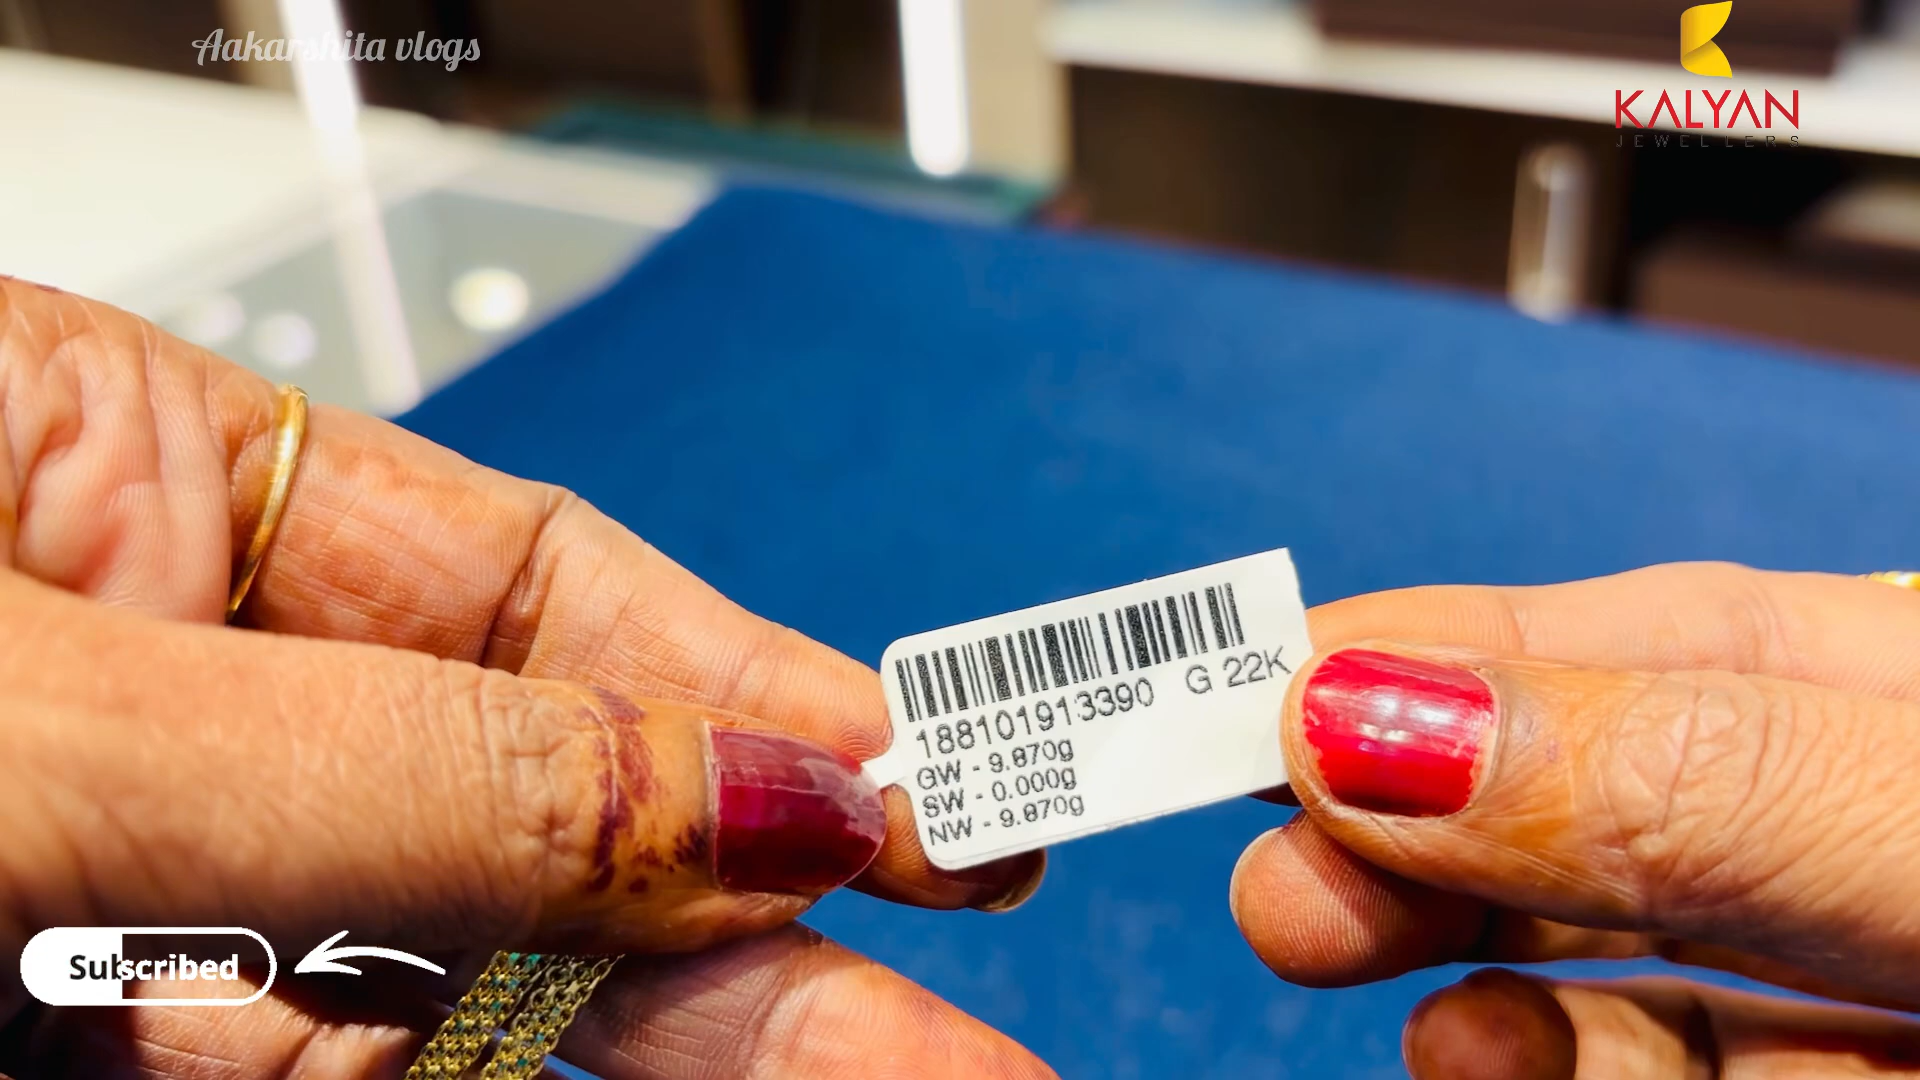 Aakarshita vlogs
KALYAN
JEWELLERS
188101913390 G 22K
GW - 9.870g
SW - 0.000g
NW - 9.870g
Subscribed